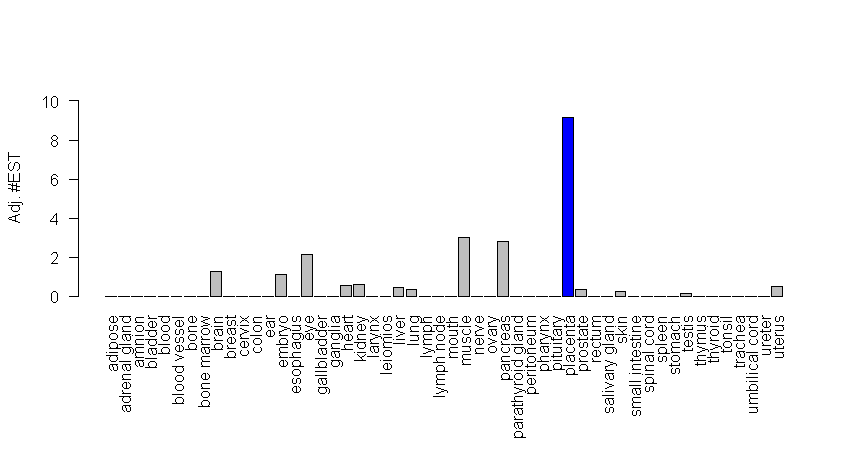 Adj. #EST
10
8
6
4
2
0
adipose
adrenal gland
amnion
bladder
blood
blood vessel
bone
bone marrow
brain
breast
cervix
colon
ear
embryo
esophagus
eye
gallbladder
ganglia
heart
kidney
larynx
leiomios
liver
lung
lymph
lymph node
mouth
muscle
nerve
ovary
pancreas
parathyroid gland
peritoneum
pharynx
pituitary
placenta
prostate
rectum
salivary gland
skin
small intestine
spinal cord
spleen
stomach
testis
thymus
thyroid
tonsil
trachea
umbilical cord
ureter
uterus